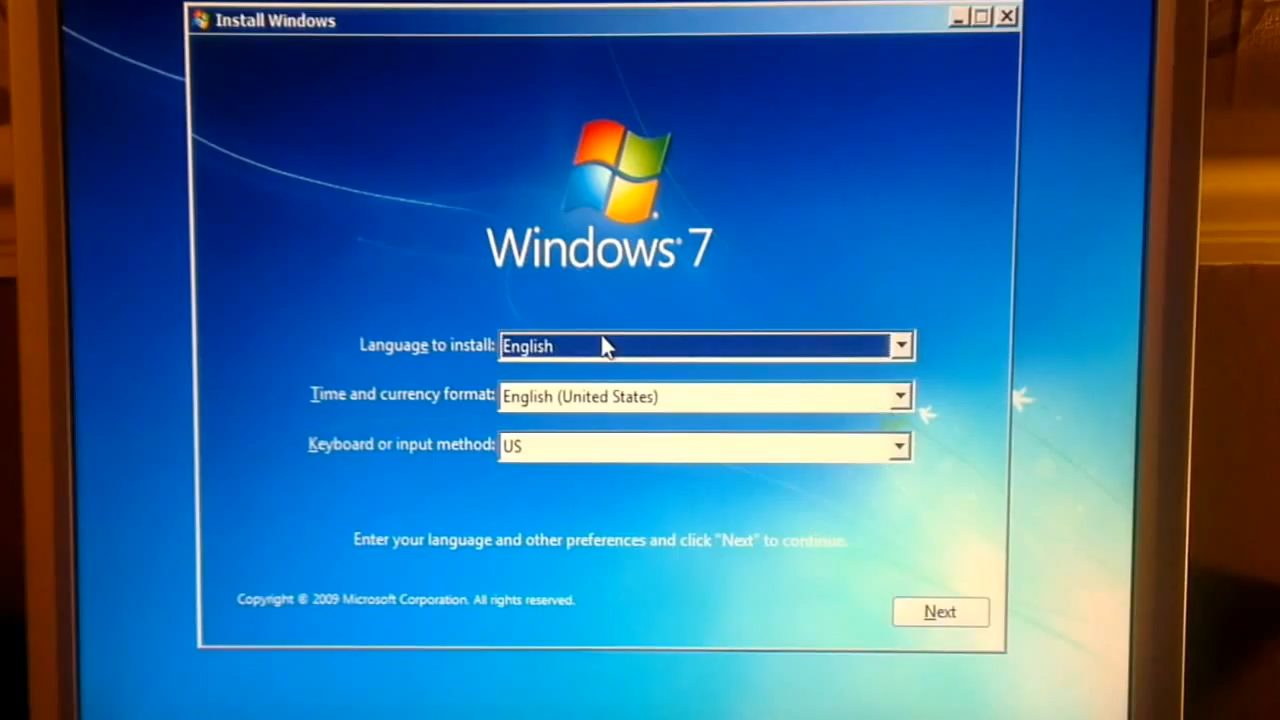 Install Windows
Windows 7
Language to install: English
Time and currency format: English (United States)
Keyboard or input method: US
Enter your language and other preferences and click "Next" to continue.
Copyright © 2009 Microsoft Corporation. All rights reserved.
Next